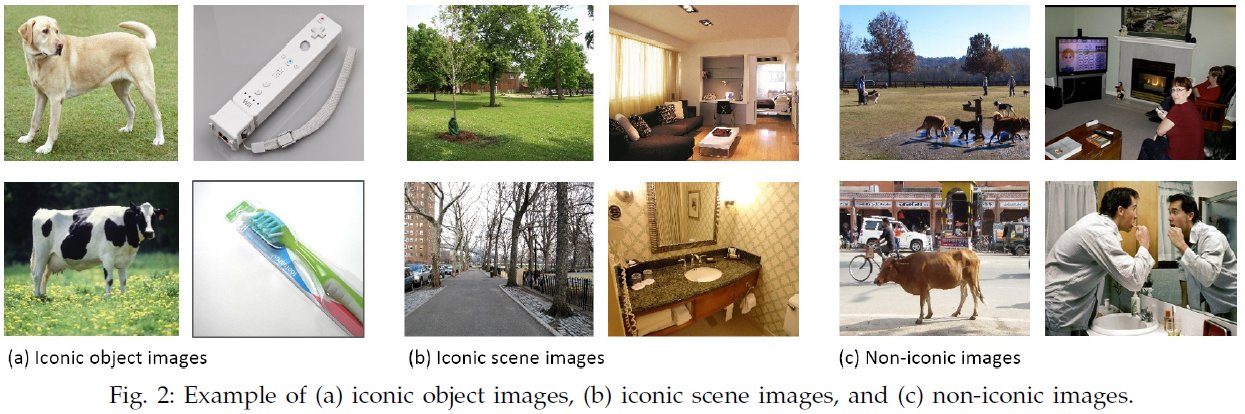 Wii
(a) Iconic object images
(b) Iconic scene images
(c) Non-iconic images
Fig. 2: Example of (a) iconic object images, (b) iconic scene images, and (c) non-iconic images.